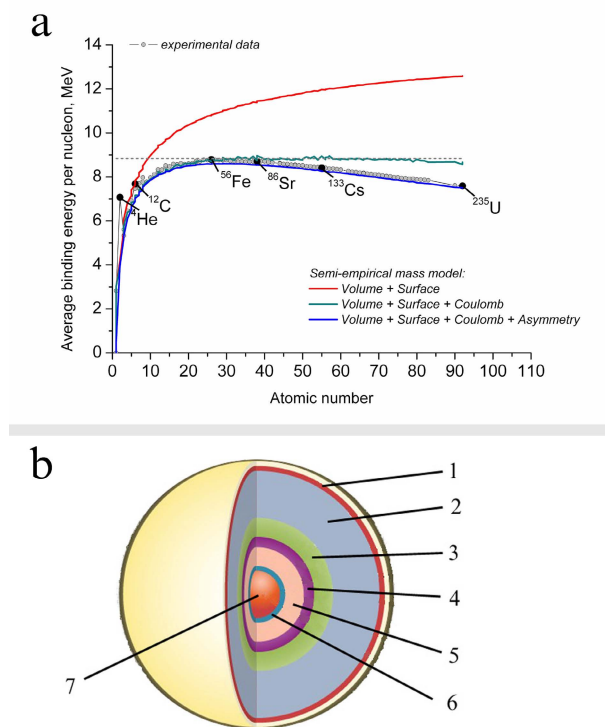 a
14
experimental data
12
10
8
6
4
2
0
Average binding energy per nucleon, MeV
⁴He
¹²C
⁵⁶Fe
⁸⁶Sr
¹³³Cs
²³⁵U
Semi-empirical mass model:
Volume + Surface
Volume + Surface + Coulomb
Volume + Surface + Coulomb + Asymmetry
0 10 20 30 40 50 60 70 80 90 100 110
Atomic number
b
1
2
3
4
5
6
7